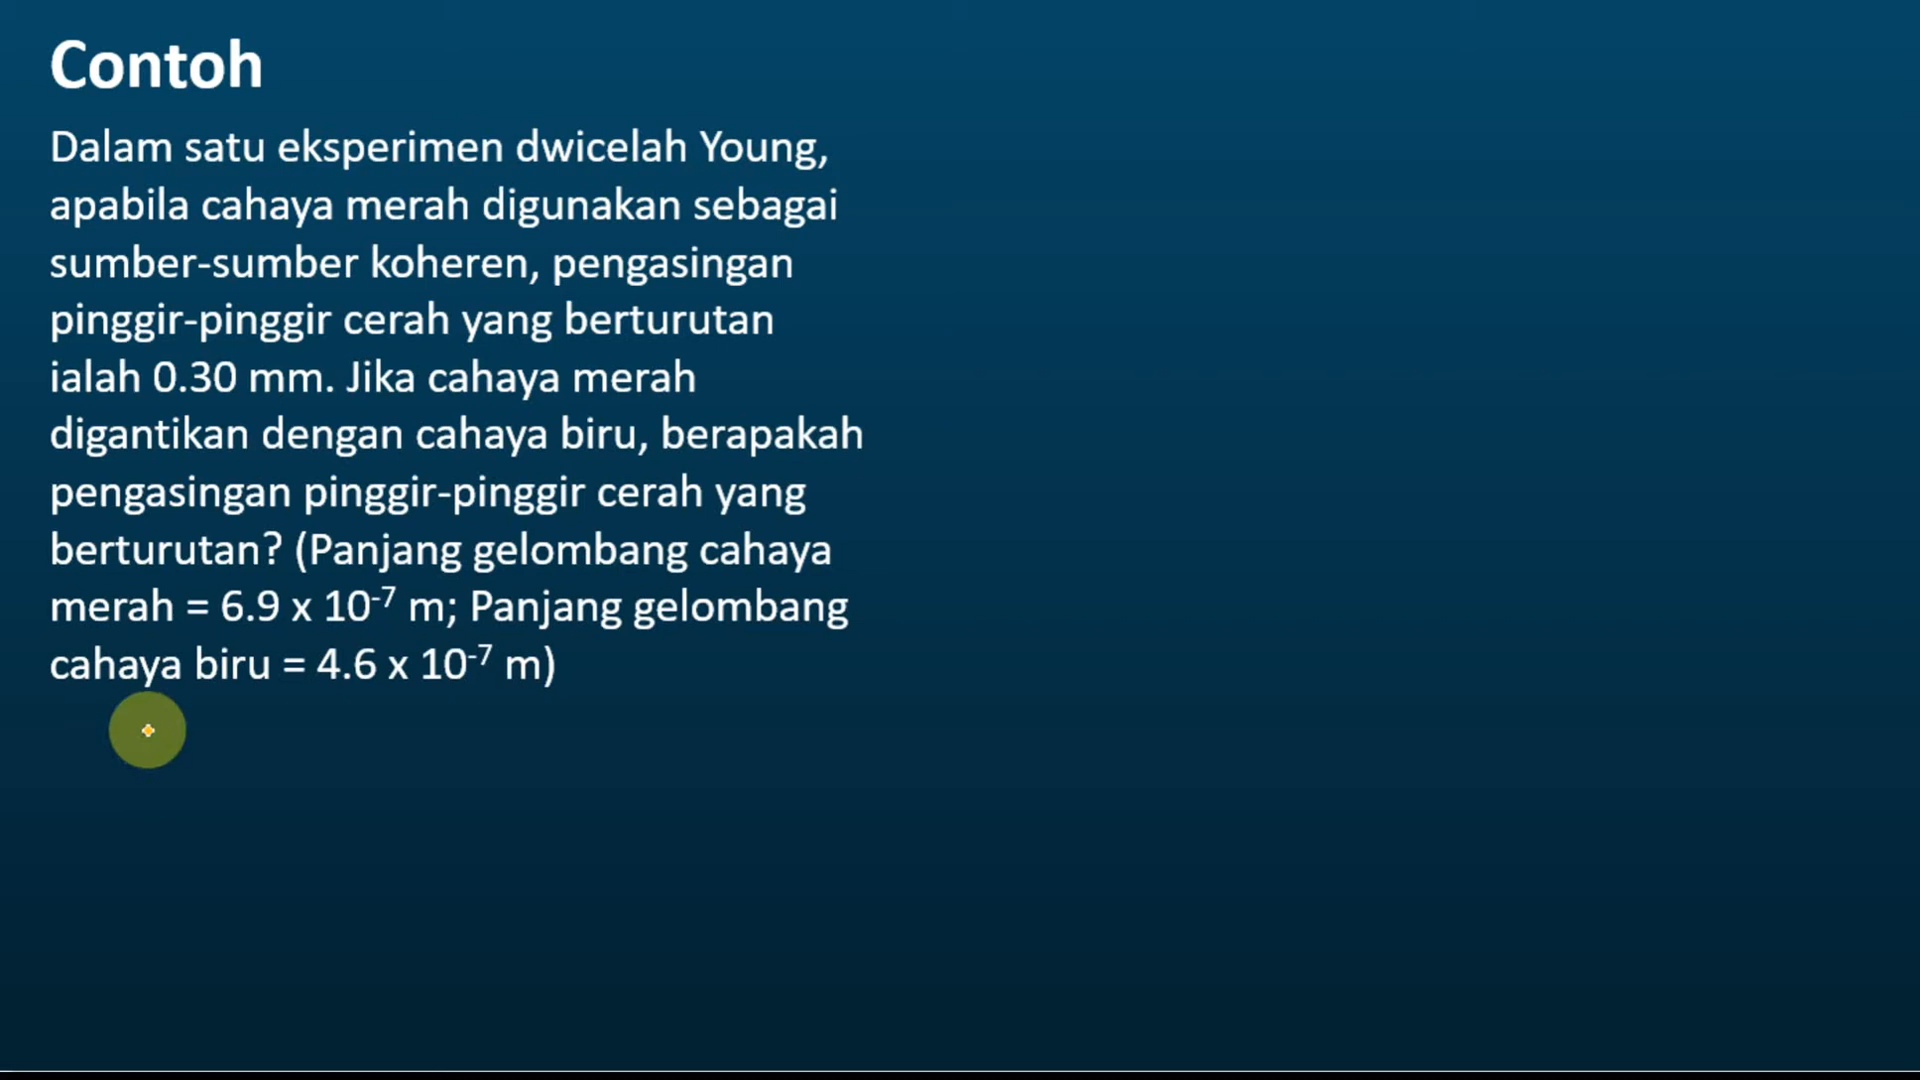 Contoh
Dalam satu eksperimen dwicelah Young,
apabila cahaya merah digunakan sebagai
sumber-sumber koheren, pengasingan
pinggir-pinggir cerah yang berturutan
ialah 0.30 mm. Jika cahaya merah
digantikan dengan cahaya biru, berapakah
pengasingan pinggir-pinggir cerah yang
berturutan? (Panjang gelombang cahaya
merah = 6.9 x 10⁻⁷ m; Panjang gelombang
cahaya biru = 4.6 x 10⁻⁷ m)